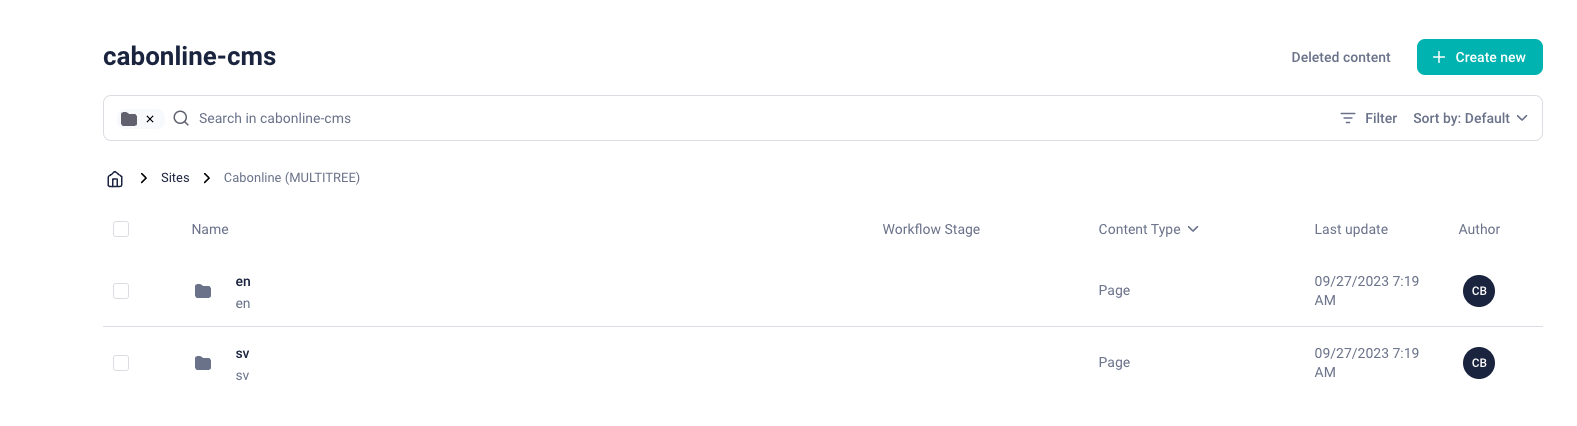 cabonline-cms
Deleted content
Create new
Search in cabonline-cms
Filter
Sort by: Default
Sites
Cabonline (MULTITREE)
Name
Workflow Stage
Content Type
Last update
Author
en
en
Page
09/27/2023 7:19
AM
CB
sv
sv
Page
09/27/2023 7:19
AM
CB